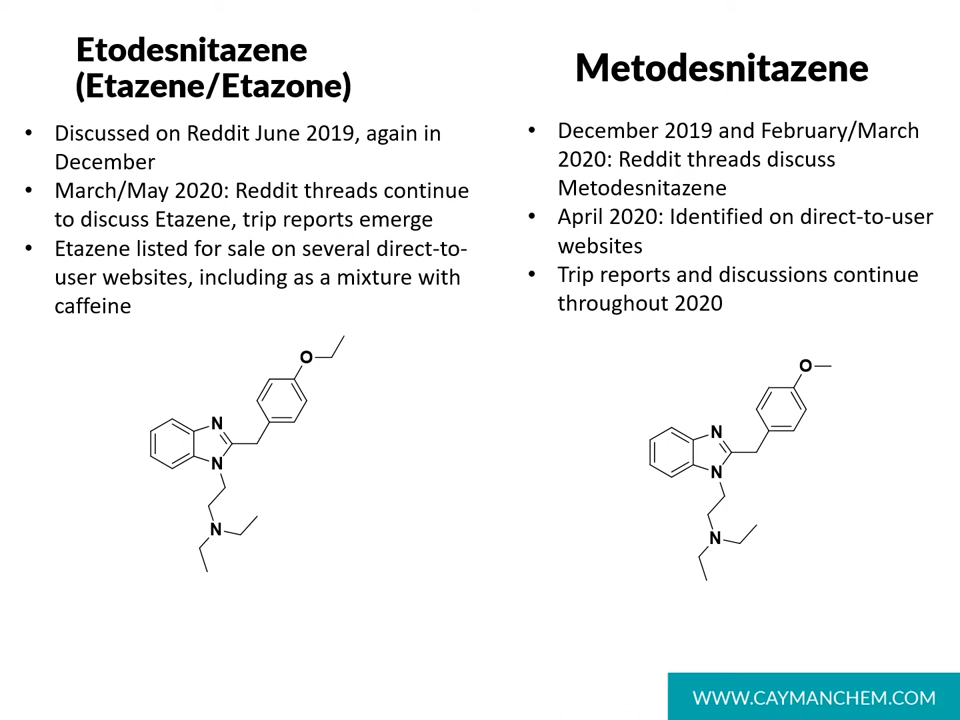 Etodesnitazene
(Etazene/Etazone)
• Discussed on Reddit June 2019, again in
December
• March/May 2020: Reddit threads continue
to discuss Etazene, trip reports emerge
• Etazene listed for sale on several direct-to-
user websites, including as a mixture with
caffeine
O
N
N
N
Metodesnitazene
• December 2019 and February/March
2020: Reddit threads discuss
Metodesnitazene
• April 2020: Identified on direct-to-user
websites
• Trip reports and discussions continue
throughout 2020
O
N
N
N
WWW.CAYMANCHEM.COM